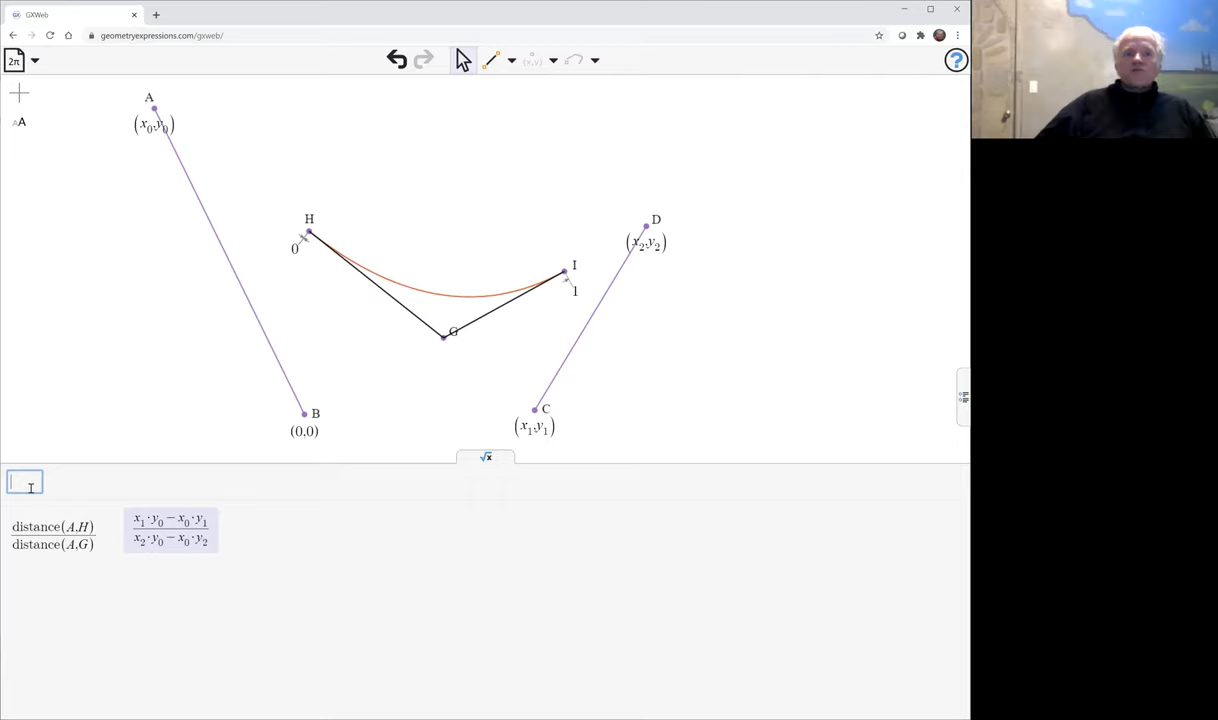 GXWeb
geometryexpressions.com/gxweb/
2π
(x,y)
?
AA
A
(x₀,y₀)
H
0
D
(x₂,y₂)
I
1
G
B
(0,0)
C
(x₁,y₁)
√x
distance(A,H)
distance(A,G)
x₁·y₀−x₀·y₁
x₂·y₀−x₀·y₂